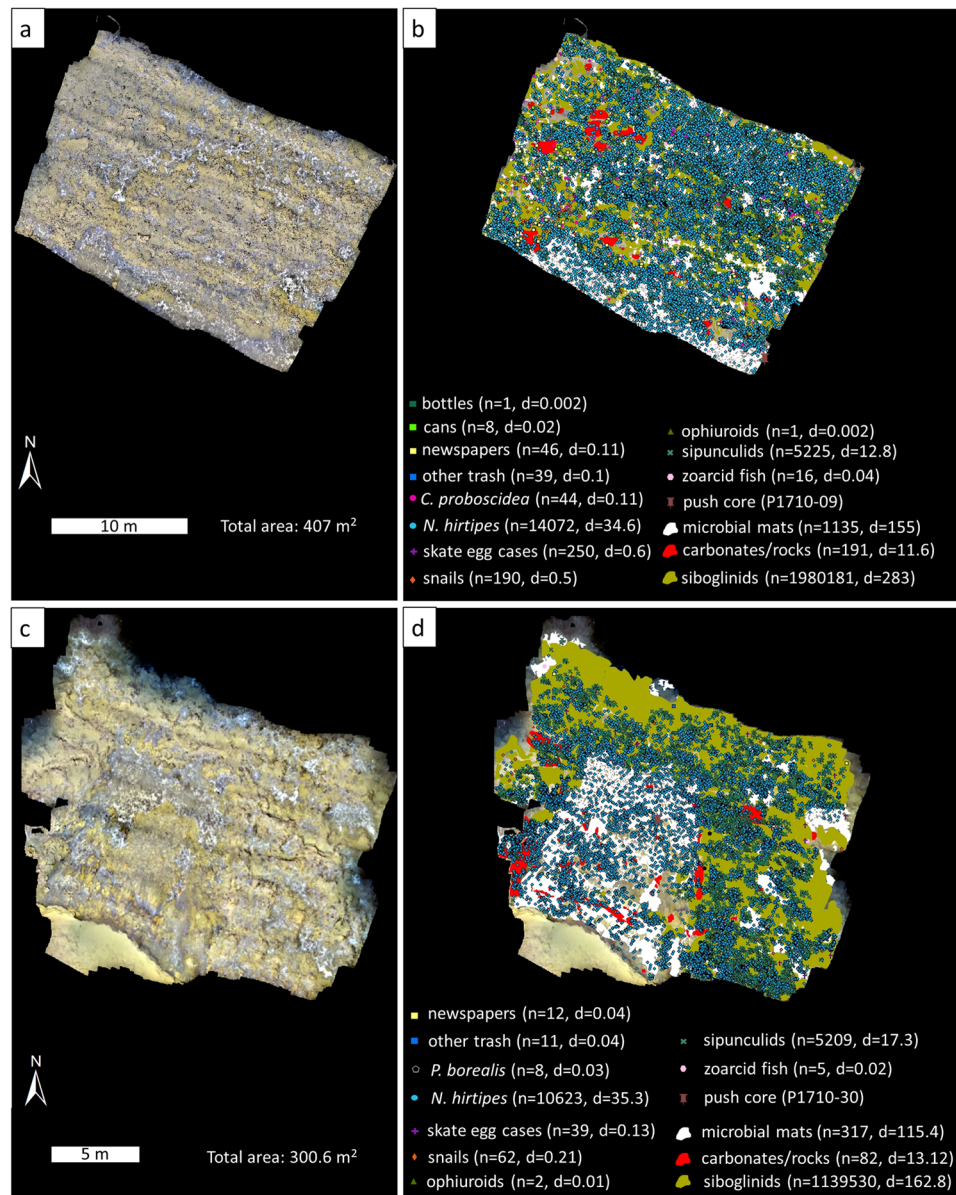 a
N
10 m
Total area: 407 m²
b
bottles (n=1, d=0.002)
cans (n=8, d=0.02)
newspapers (n=46, d=0.11)
other trash (n=39, d=0.1)
C. proboscidea (n=44, d=0.11)
N. hirtipes (n=14072, d=34.6)
skate egg cases (n=250, d=0.6)
snails (n=190, d=0.5)
ophiuroids (n=1, d=0.002)
sipunculids (n=5225, d=12.8)
zoarcid fish (n=16, d=0.04)
push core (P1710-09)
microbial mats (n=1135, d=155)
carbonates/rocks (n=191, d=11.6)
siboglinids (n=1980181, d=283)
c
N
5 m
Total area: 300.6 m²
d
newspapers (n=12, d=0.04)
other trash (n=11, d=0.04)
P. borealis (n=8, d=0.03)
N. hirtipes (n=10623, d=35.3)
skate egg cases (n=39, d=0.13)
snails (n=62, d=0.21)
ophiuroids (n=2, d=0.01)
sipunculids (n=5209, d=17.3)
zoarcid fish (n=5, d=0.02)
push core (P1710-30)
microbial mats (n=317, d=115.4)
carbonates/rocks (n=82, d=13.12)
siboglinids (n=1139530, d=162.8)